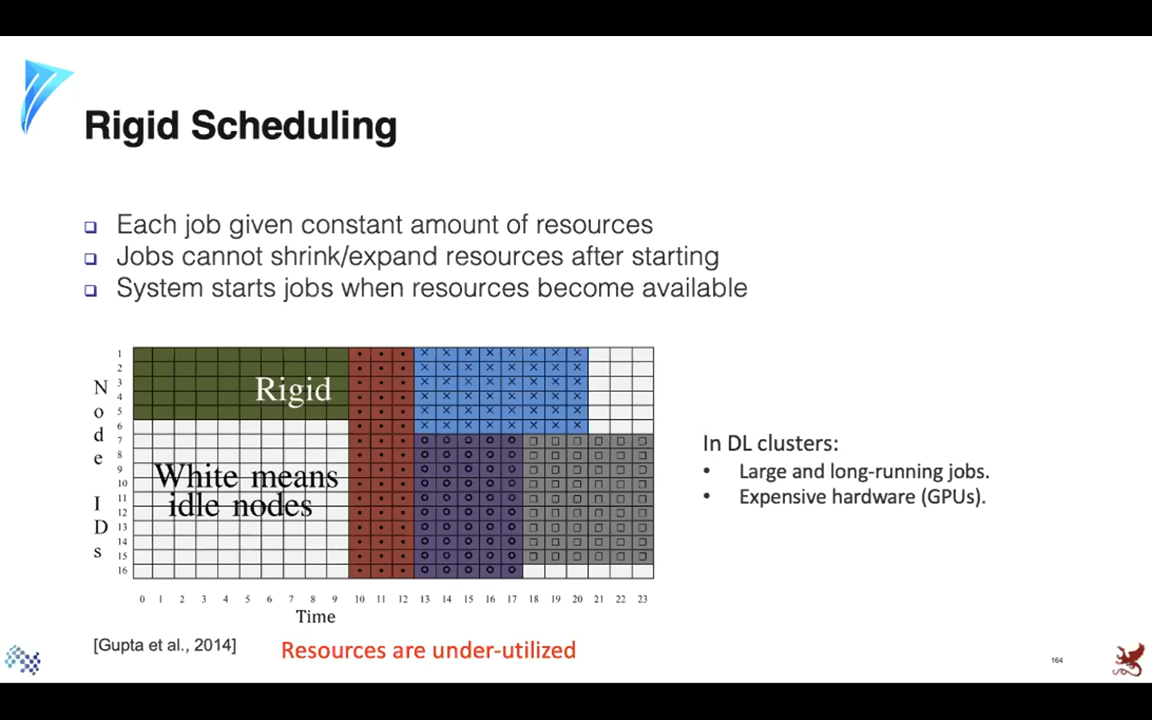 Rigid Scheduling
Each job given constant amount of resources
Jobs cannot shrink/expand resources after starting
System starts jobs when resources become available
Node IDs
1
2
3
4
5
6
7
8
9
10
11
12
13
14
15
16
Rigid
White means
idle nodes
0 1 2 3 4 5 6 7 8 9 10 11 12 13 14 15 16 17 18 19 20 21 22 23
Time
In DL clusters:
• Large and long-running jobs.
• Expensive hardware (GPUs).
[Gupta et al., 2014]
Resources are under-utilized
164